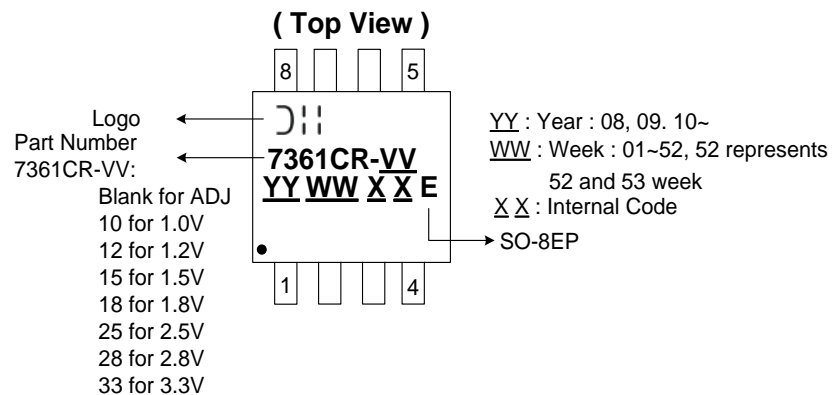 ( Top View )
8 5
Logo
Part Number
7361CR-VV:
Blank for ADJ
10 for 1.0V
12 for 1.2V
15 for 1.5V
18 for 1.8V
25 for 2.5V
28 for 2.8V
33 for 3.3V
7361CR-VV
YY WW X X E
1 4
YY : Year : 08, 09. 10~
WW : Week : 01~52, 52 represents
52 and 53 week
X X : Internal Code
SO-8EP